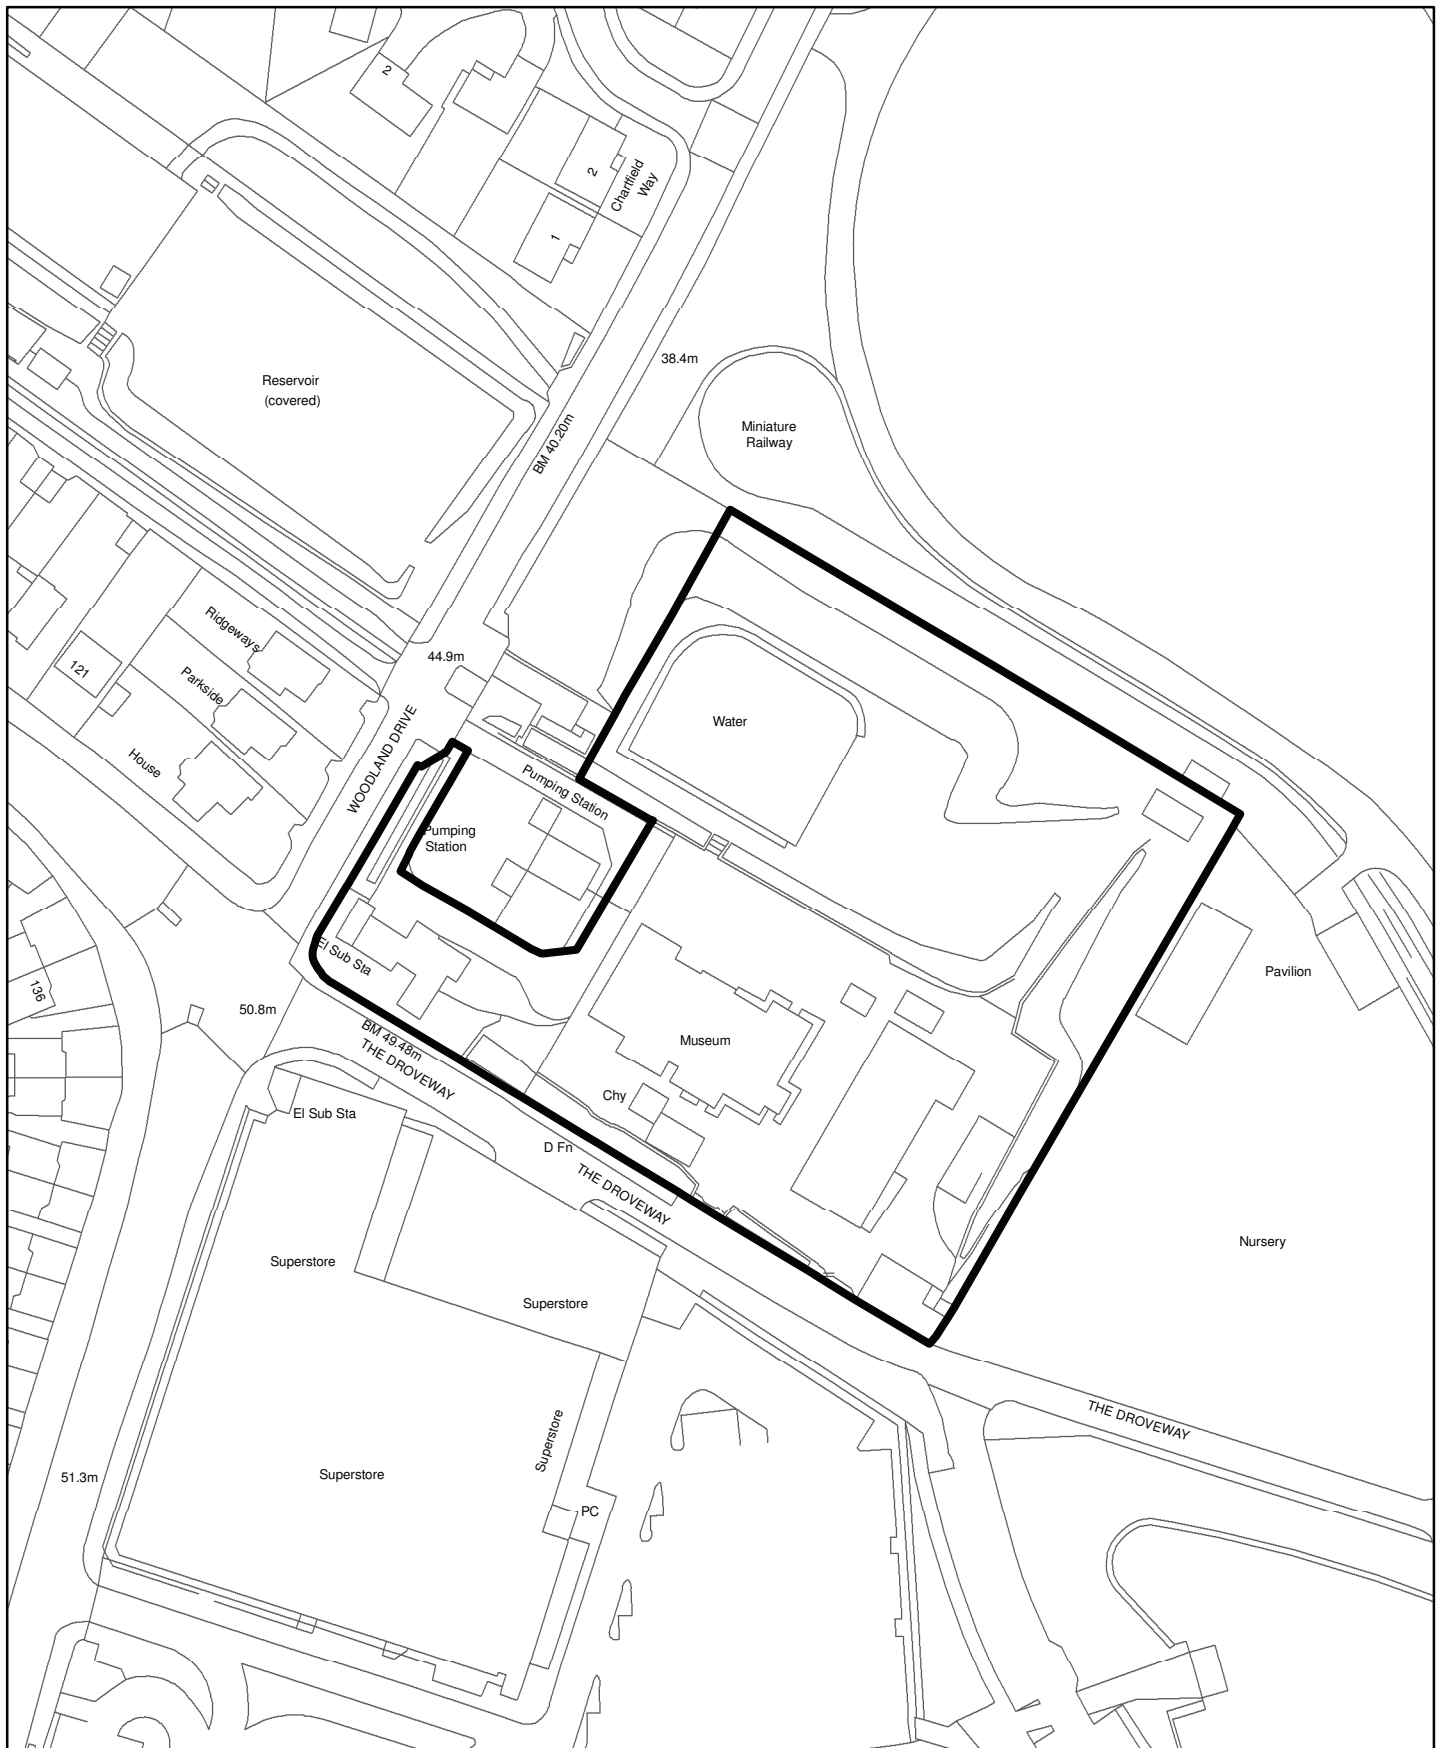 2
2
Chartfield
Way
1
38.4m
Reservoir
(covered)
Miniature
Railway
BM 40.20m
Ridgeways
44.9m
121
Parkside
Water
WOODLAND DRIVE
House
Pumping Station
Pumping
Station
El Sub Sta
Pavilion
136
50.8m
BM 49.48m
THE DROVEWAY
Museum
Chy
El Sub Sta
D Fn
THE DROVEWAY
Nursery
Superstore
Superstore
THE DROVEWAY
Superstore
Superstore
51.3m
PC